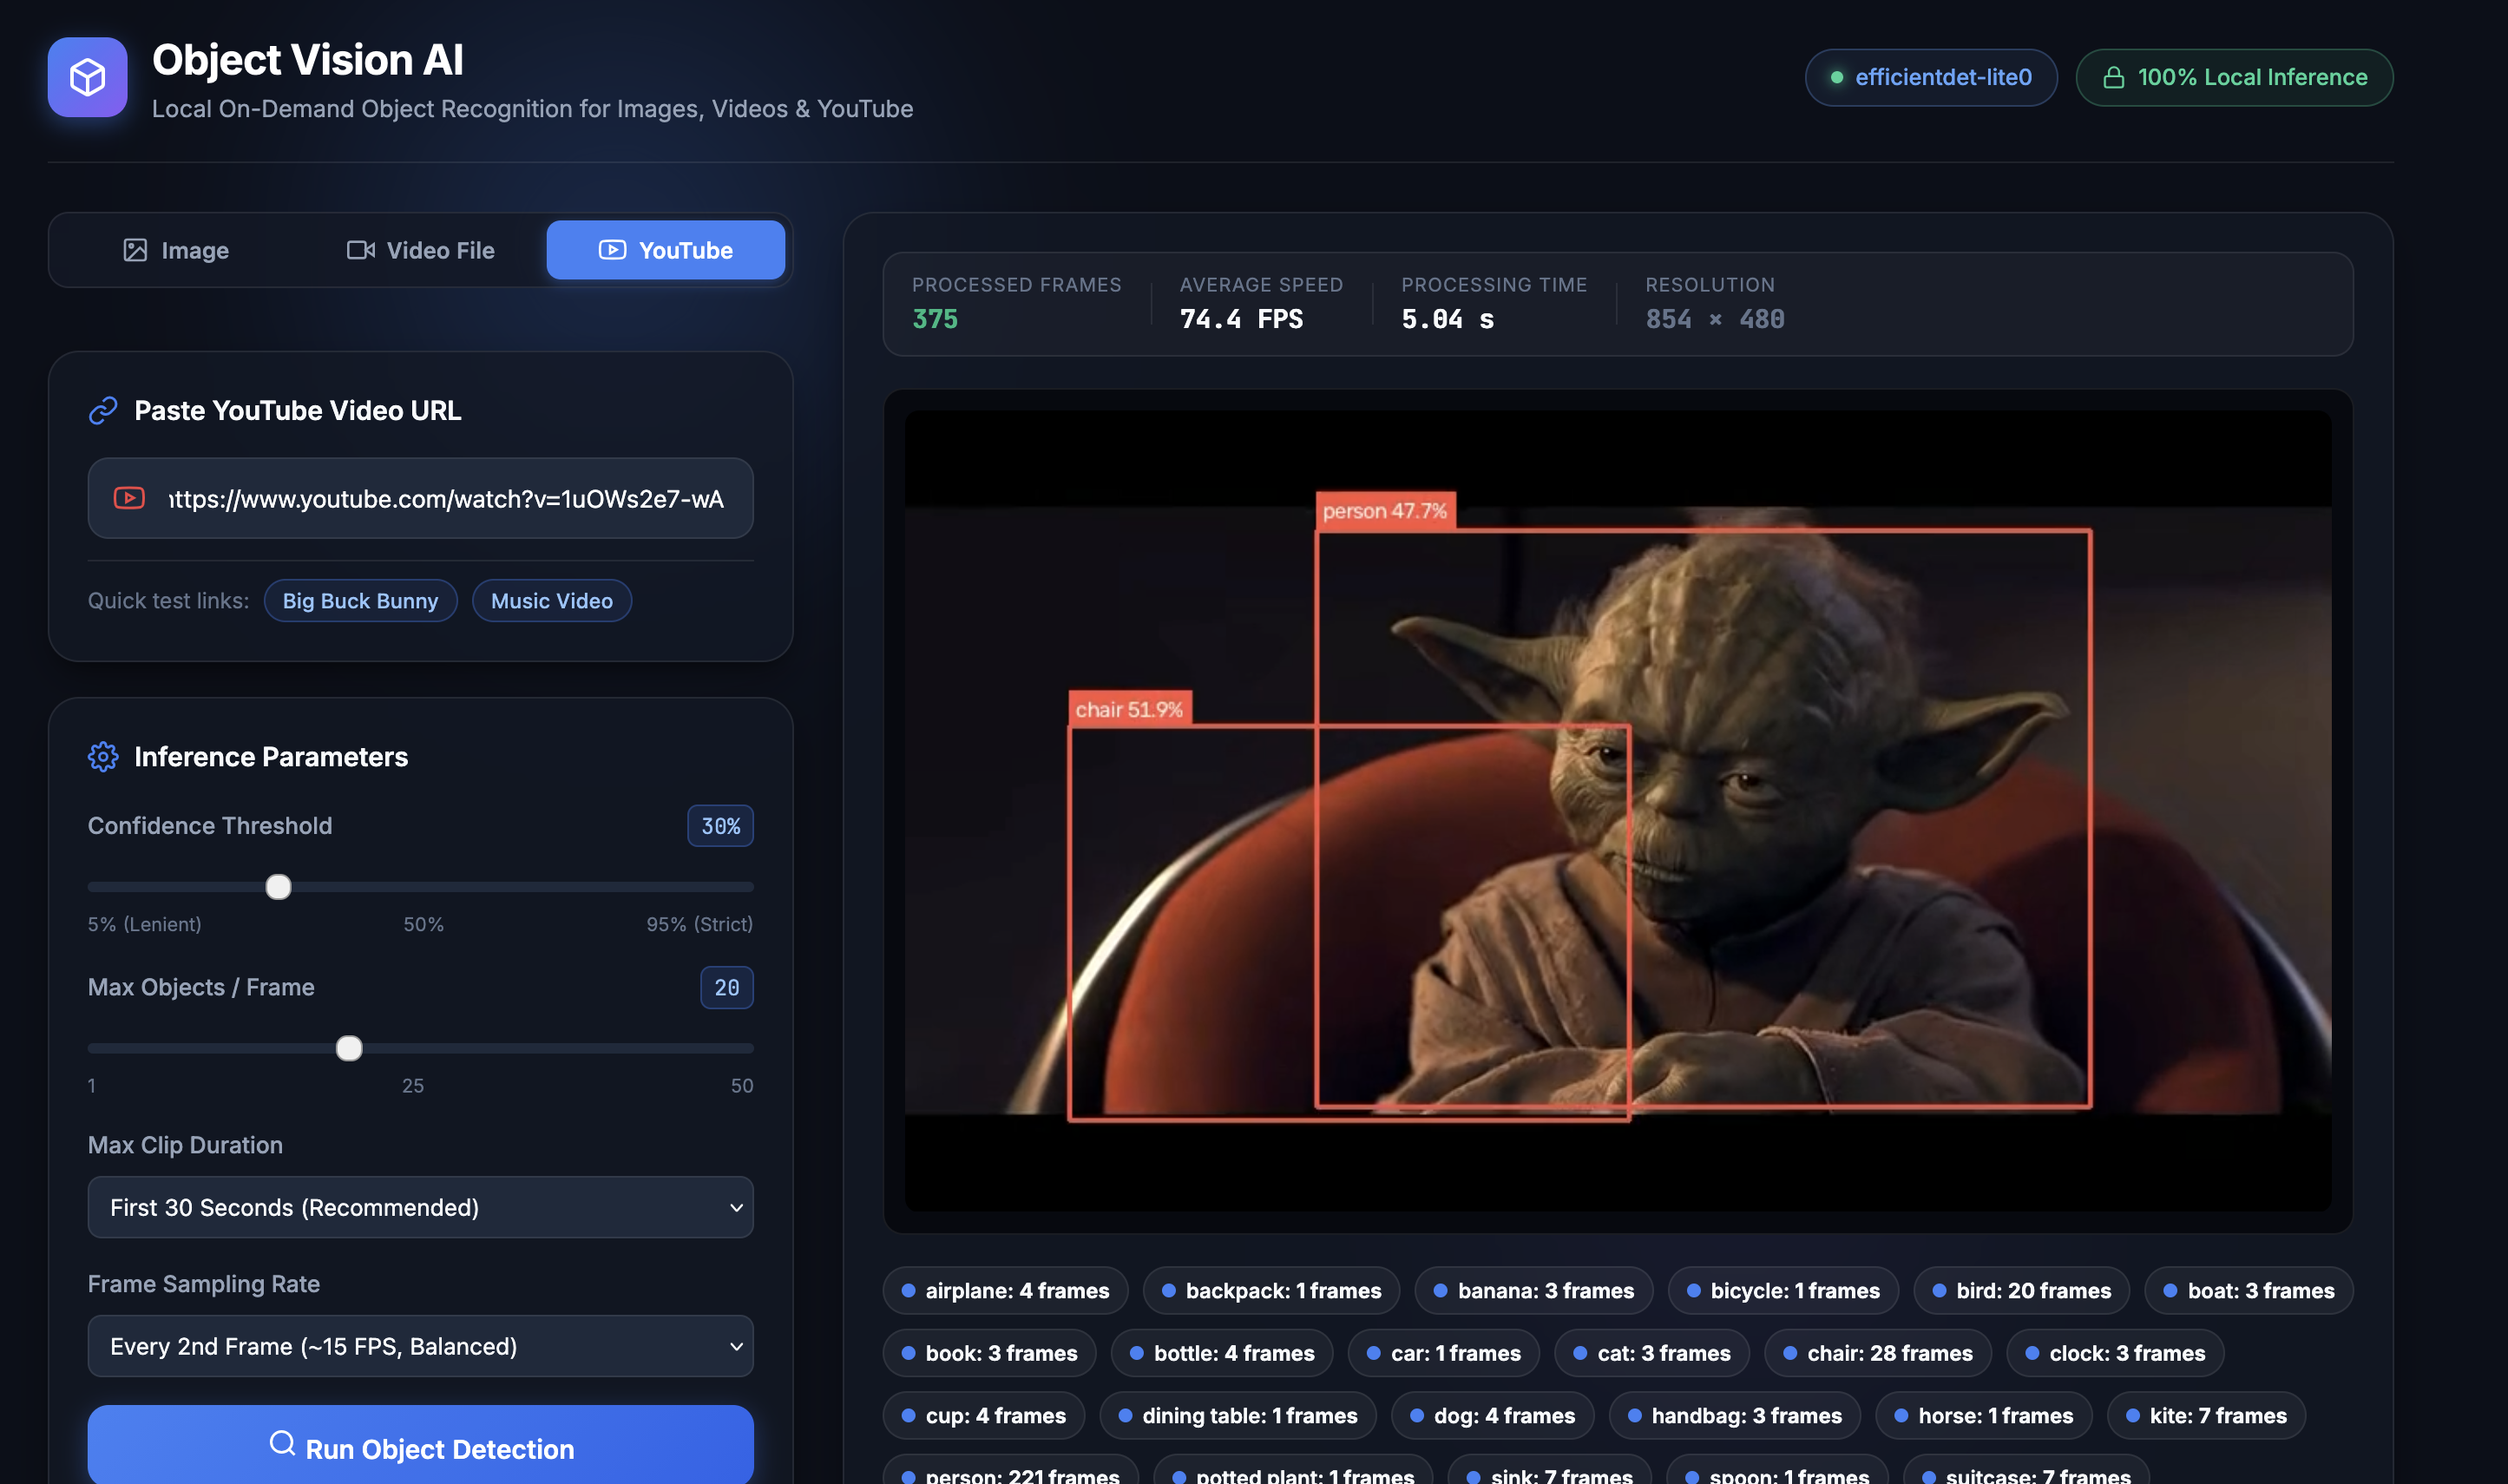 Object Vision AI
Local On-Demand Object Recognition for Images, Videos & YouTube
efficientdet-lite0
100% Local Inference
Image
Video File
YouTube
Paste YouTube Video URL
ttps://www.youtube.com/watch?v=1uOWs2e7-wA
Quick test links:
Big Buck Bunny
Music Video
Inference Parameters
Confidence Threshold
30%
5% (Lenient)
50%
95% (Strict)
Max Objects / Frame
20
1
25
50
Max Clip Duration
First 30 Seconds (Recommended)
Frame Sampling Rate
Every 2nd Frame (~15 FPS, Balanced)
Run Object Detection
PROCESSED FRAMES
375
AVERAGE SPEED
74.4 FPS
PROCESSING TIME
5.04 s
RESOLUTION
854 × 480
person 47.7%
chair 51.9%
airplane: 4 frames
backpack: 1 frames
banana: 3 frames
bicycle: 1 frames
bird: 20 frames
boat: 3 frames
book: 3 frames
bottle: 4 frames
car: 1 frames
cat: 3 frames
chair: 28 frames
clock: 3 frames
cup: 4 frames
dining table: 1 frames
dog: 4 frames
handbag: 3 frames
horse: 1 frames
kite: 7 frames
person: 221 frames
potted plant: 1 frames
sink: 7 frames
spoon: 1 frames
suitcase: 7 frames